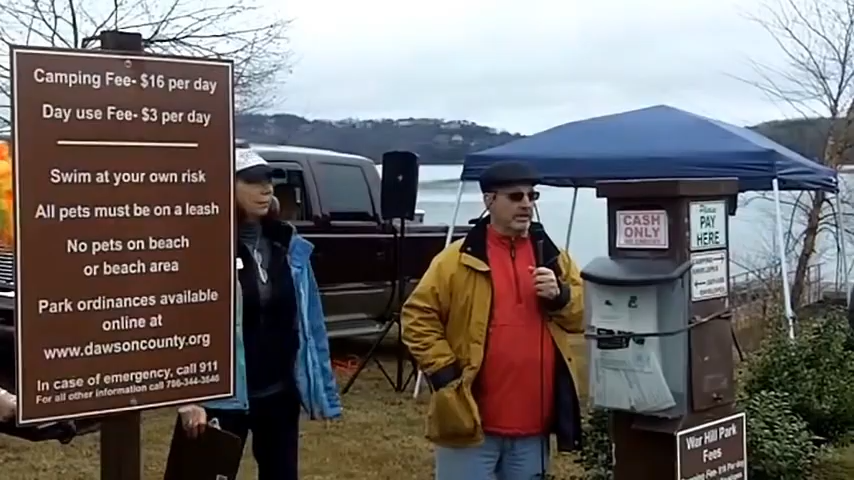 Camping Fee- $16 per day
Day use Fee- $3 per day
Swim at your own risk
All pets must be on a leash
No pets on beach
or beach area
Park ordinances available
online at
www.dawsoncounty.org
In case of emergency, call 911
For all other information call 706-344-3640
CASH
ONLY
PAY
HERE
War Hill Park
Fees